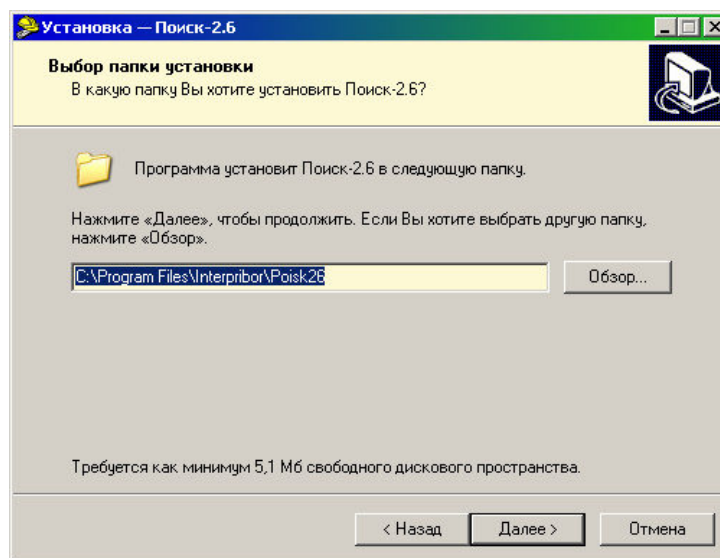 Установка — Поиск-2.6
Выбор папки установки
В какую папку Вы хотите установить Поиск-2.6?
Программа установит Поиск-2.6 в следующую папку.
Нажмите «Далее», чтобы продолжить. Если Вы хотите выбрать другую папку,
нажмите «Обзор».
C:\Program Files\Interpribor\Poisk26
Обзор...
Требуется как минимум 5,1 Мб свободного дискового пространства.
< Назад
Далее >
Отмена